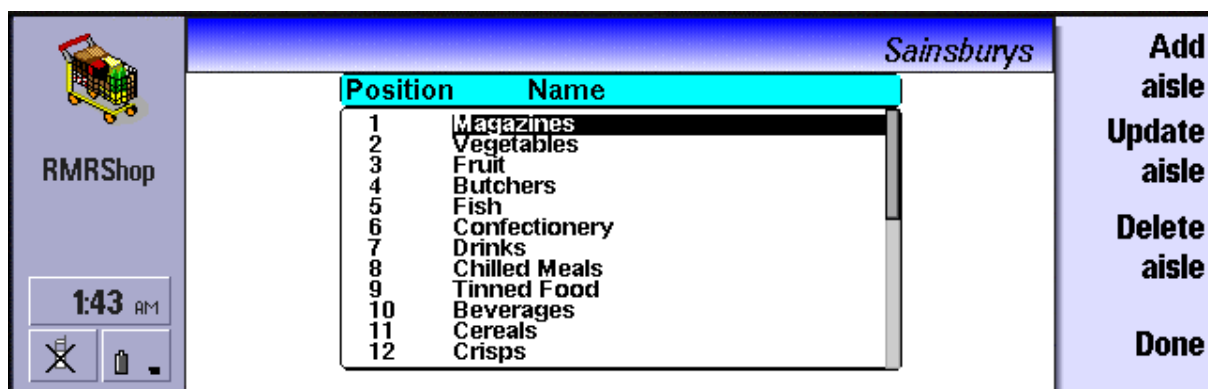 RMRShop
1:43 AM
Sainsburys
Position Name
1 Magazines
2 Vegetables
3 Fruit
4 Butchers
5 Fish
6 Confectionery
7 Drinks
8 Chilled Meals
9 Tinned Food
10 Beverages
11 Cereals
12 Crisps
Add
aisle
Update
aisle
Delete
aisle
Done